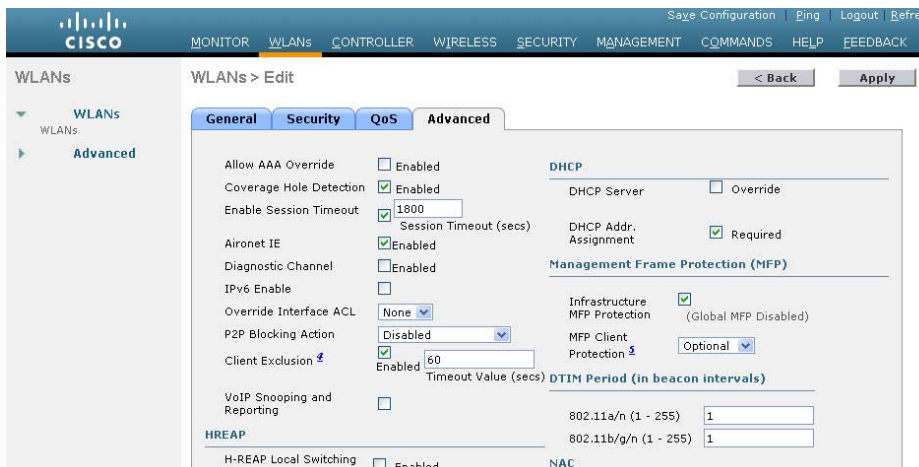 Save Configuration | Ping | Logout | Refre
CISCO
MONITOR WLANs CONTROLLER WIRELESS SECURITY MANAGEMENT COMMANDS HELP FEEDBACK
WLANs
WLANs > Edit
< Back
Apply
WLANs
WLANs
Advanced
General
Security
QoS
Advanced
Allow AAA Override Enabled
Coverage Hole Detection Enabled
Enable Session Timeout 1800
Session Timeout (secs)
Aironet IE Enabled
Diagnostic Channel Enabled
IPv6 Enable
Override Interface ACL None
P2P Blocking Action Disabled
Client Exclusion 4 Enabled 60
Timeout Value (secs)
VoIP Snooping and
Reporting
HREAP
H-REAP Local Switching Enabled
DHCP
DHCP Server Override
DHCP Addr.
Assignment Required
Management Frame Protection (MFP)
Infrastructure
MFP Protection (Global MFP Disabled)
MFP Client
Protection 5 Optional
DTIM Period (in beacon intervals)
802.11a/n (1 - 255) 1
802.11b/g/n (1 - 255) 1
NAC